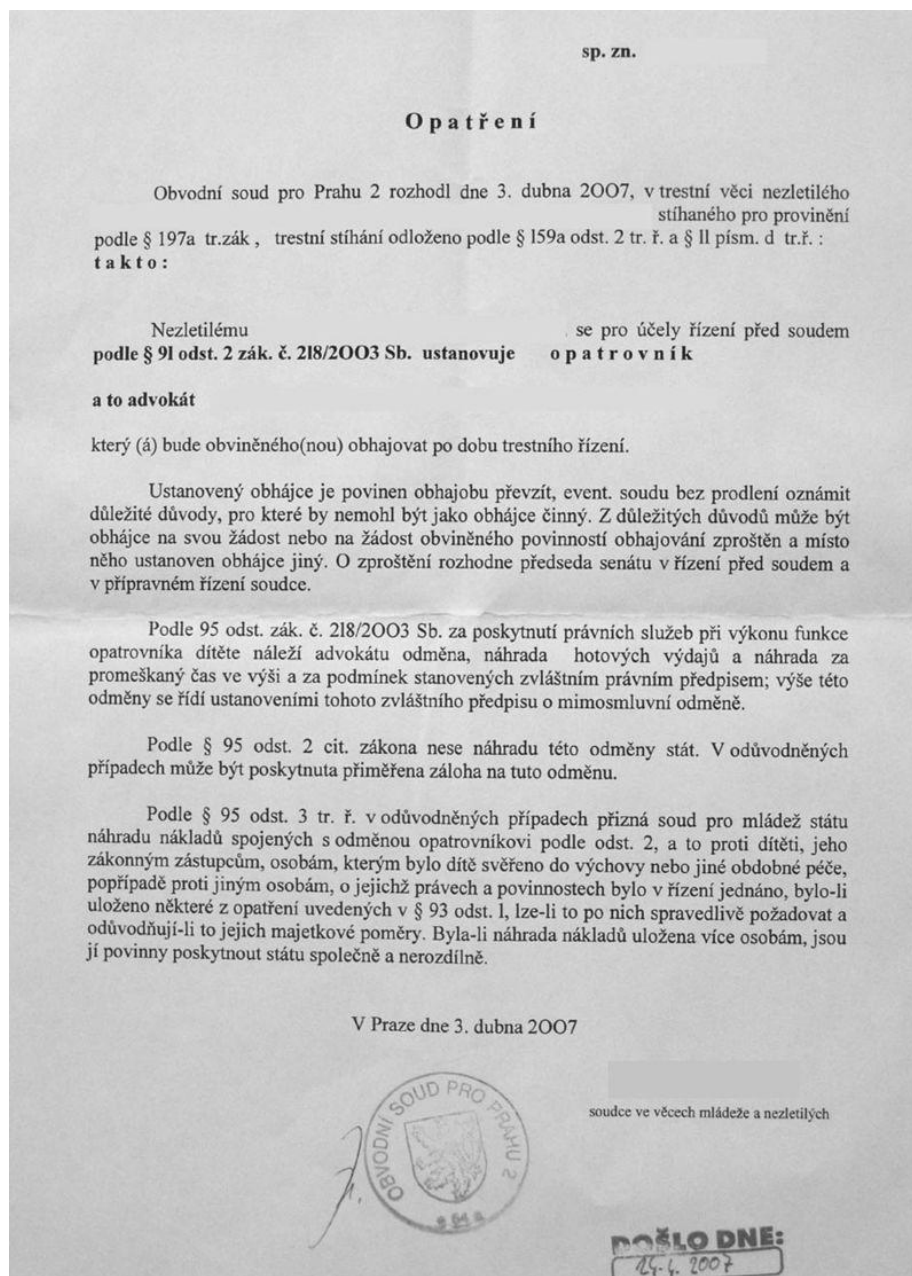 sp. zn.
Opatření
Obvodní soud pro Prahu 2 rozhodl dne 3. dubna 2OO7, v trestní věci nezletilého
stíhaného pro provinění
podle § 197a tr.zák , trestní stíhání odloženo podle § l59a odst. 2 tr. ř. a § ll písm. d tr.ř. :
takto:
Nezletilému se pro účely řízení před soudem
podle § 9l odst. 2 zák. č. 2l8/2OO3 Sb. ustanovuje opatrovník
a to advokát
který (á) bude obviněného(nou) obhajovat po dobu trestního řízení.
Ustanovený obhájce je povinen obhajobu převzít, event. soudu bez prodlení oznámit
důležité důvody, pro které by nemohl být jako obhájce činný. Z důležitých důvodů může být
obhájce na svou žádost nebo na žádost obviněného povinností obhajování zproštěn a místo
něho ustanoven obhájce jiný. O zproštění rozhodne předseda senátu v řízení před soudem a
v přípravném řízení soudce.
Podle 95 odst. zák. č. 2l8/2OO3 Sb. za poskytnutí právních služeb při výkonu funkce
opatrovníka dítěte náleží advokátu odměna, náhrada hotových výdajů a náhrada za
promeškaný čas ve výši a za podmínek stanovených zvláštním právním předpisem; výše této
odměny se řídí ustanoveními tohoto zvláštního předpisu o mimosmluvní odměně.
Podle § 95 odst. 2 cit. zákona nese náhradu této odměny stát. V odůvodněných
případech může být poskytnuta přiměřena záloha na tuto odměnu.
Podle § 95 odst. 3 tr. ř. v odůvodněných případech přizná soud pro mládež státu
náhradu nákladů spojených s odměnou opatrovníkovi podle odst. 2, a to proti dítěti, jeho
zákonným zástupcům, osobám, kterým bylo dítě svěřeno do výchovy nebo jiné obdobné péče,
popřípadě proti jiným osobám, o jejichž právech a povinnostech bylo v řízení jednáno, bylo-li
uloženo některé z opatření uvedených v § 93 odst. l, lze-li to po nich spravedlivě požadovat a
odůvodňují-li to jejich majetkové poměry. Byla-li náhrada nákladů uložena více osobám, jsou
jí povinny poskytnout státu společně a nerozdílně.
V Praze dne 3. dubna 2OO7
soudce ve věcech mládeže a nezletilých
OBVODNÍ SOUD PRO PRAHU 2
DOŠLO DNE:
24. 4. 2007